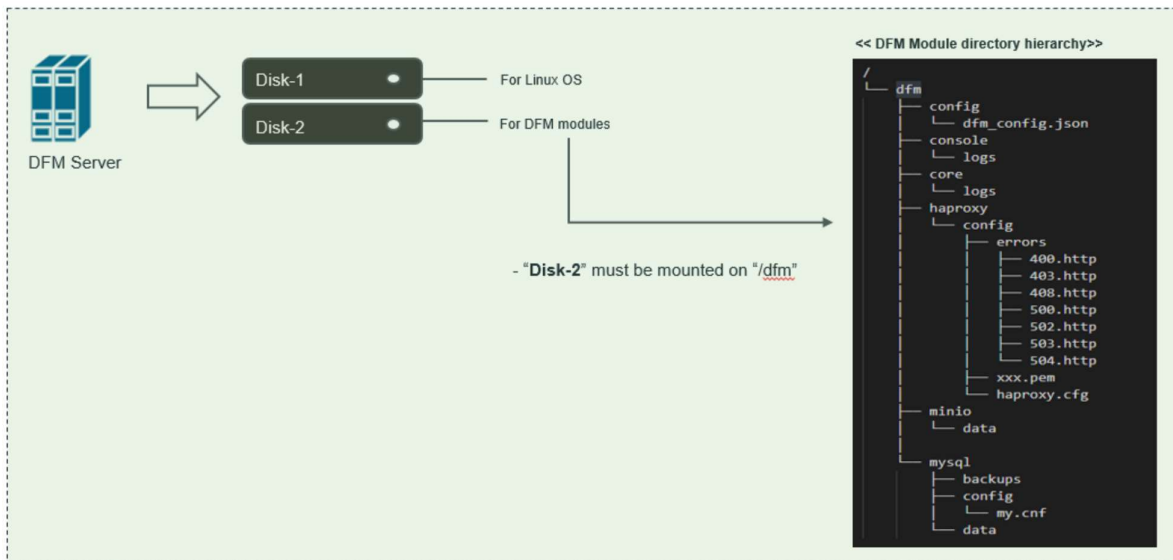 DFM Server
Disk-1
Disk-2
For Linux OS
For DFM modules
- “Disk-2” must be mounted on “/dfm”
<< DFM Module directory hierarchy>>
/
└── dfm
    ├── config
    │   └── dfm_config.json
    ├── console
    │   └── logs
    ├── core
    │   └── logs
    ├── haproxy
    │   └── config
    │       ├── errors
    │       │   ├── 400.http
    │       │   ├── 403.http
    │       │   ├── 408.http
    │       │   ├── 500.http
    │       │   ├── 502.http
    │       │   ├── 503.http
    │       │   └── 504.http
    │       ├── xxx.pem
    │       └── haproxy.cfg
    ├── minio
    │   └── data
    │
    └── mysql
        ├── backups
        ├── config
        │   └── my.cnf
        └── data